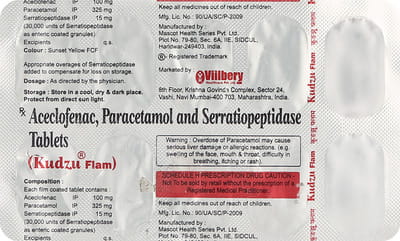 Aceclofenac IP 100 mg
Paracetamol IP 325 mg
Serratiopeptidase IP 15 mg
(30,000 units of Serratiopeptidase
as enteric coated granules)
Excipients q.s.
Colour : Sunset Yellow FCF
Appropriate overages of Serratiopeptidase
added to compensate for loss on storage.
Dosage : As directed by the physician.
Storage : Store in a cool, dry & dark place.
Protect from direct sun light.
Keep all medicines out of reach of children.
Mfg. Lic. No.: 90/UA/SC/P-2009
Manufactured by :
Mascot Health Series Pvt. Ltd.
Plot No. 79-80, Sec. 6A, IIE, SIDCUL,
Haridwar-249403, India.
®- Registered Trademark
Marketed by :
Villbery
8th Floor, Krishna Govind's Complex, Sector 24,
Vashi, Navi Mumbai-400 703, Maharashtra, India.
Rx Aceclofenac, Paracetamol and Serratiopeptidase
Tablets
(Kudzu® Flam)
Warning : Overdose of Paracetamol may cause
serious liver damage or allergic reactions. (e.g
swelling of the face, mouth & throat, difficulty in
breathing, itching or rash).
Composition :
Each film coated tablet contains :
Aceclofenac IP 100 mg
Paracetamol IP 325 mg
Serratiopeptidase IP 15 mg
(30,000 units of Serratiopeptidase
as enteric coated granules)
Excipients q.s.
SCHEDULE H PRESCRIPTION DRUG CAUTION -
Not To be sold by retail without the prescription of a
Registered Medical Practitioner.
Keep all medicines out of reach of children.
Mfg. Lic. No.: 90/UA/SC/P-2009
Manufactured by :
Mascot Health Series Pvt. Ltd.
Plot No. 79-80, Sec. 6A, IIE, SIDCUL,
Kudzu Flam